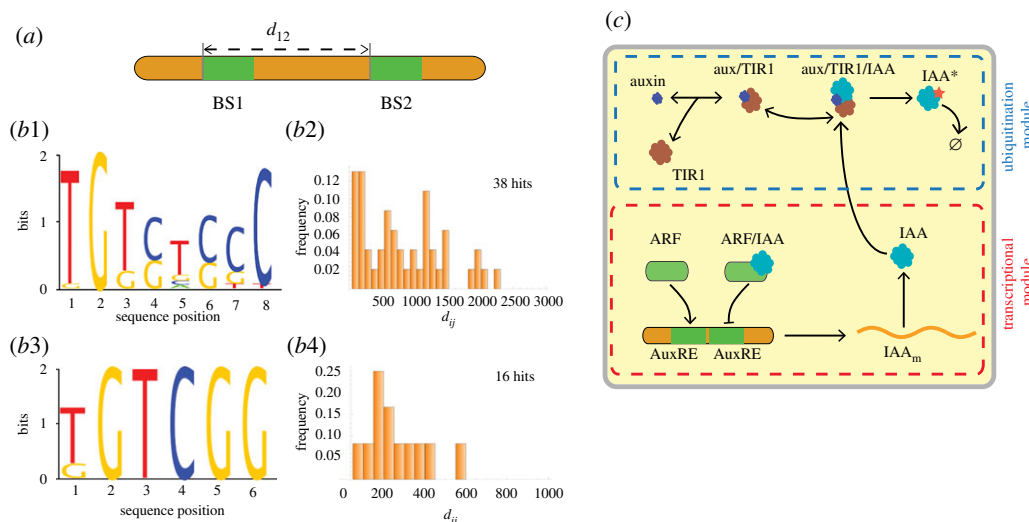 (a)
d12
BS1 BS2
(b1)
2
1
0
bits
TGTCTCCC
GGGG
1 2 3 4 5 6 7 8
sequence position
(b2)
38 hits
0.12
0.10
0.08
0.06
0.04
0.02
frequency
500 1000 1500 2000 2500 3000
dij
(b3)
2
1
0
bits
TGTCGG
G
1 2 3 4 5 6
sequence position
(b4)
16 hits
0.25
0.20
0.15
0.10
0.05
frequency
0 200 400 600 800 1000
dij
(c)
auxin aux/TIR1 aux/TIR1/IAA IAA*
TIR1
∅
ubiquitination
module
ARF ARF/IAA IAA
AuxRE AuxRE
IAAm
transcriptional
module